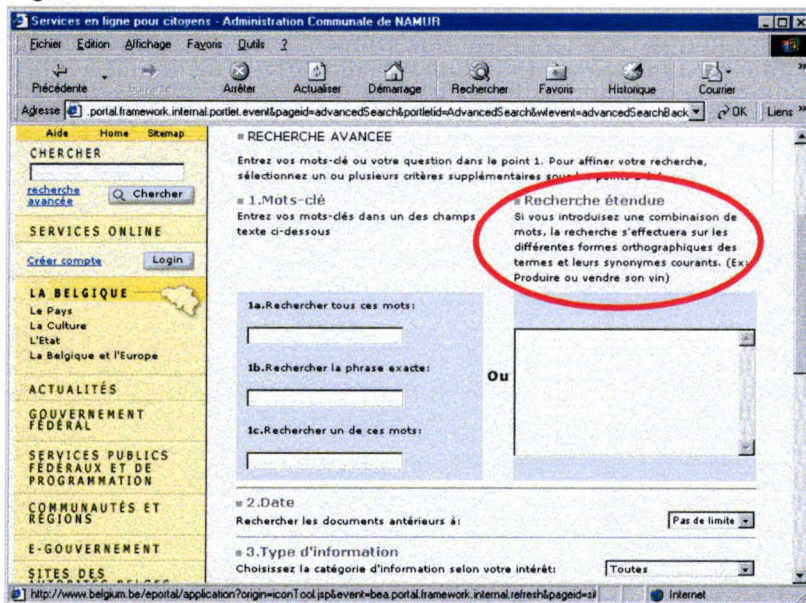 Services en ligne pour citoyens - Administration Communale de NAMUR
Fichier Edition Affichage Favoris Outils ?
Précédente Suivante Arrêter Actualiser Démarrage Rechercher Favoris Historique Courrier
Adresse .portal.framework.internal.portlet.event&pageid=advancedSearch&portletid=AdvancedSearch&wlevent=advancedSearchBack OK Liens »
Aide Home Sitemap
CHERCHER
recherche avancée
Chercher
SERVICES ONLINE
Créer compte Login
LA BELGIQUE
Le Pays
La Culture
L'Etat
La Belgique et l'Europe
ACTUALITÉS
GOUVERNEMENT
FÉDÉRAL
SERVICES PUBLICS
FÉDÉRAUX ET DE
PROGRAMMATION
COMMUNAUTÉS ET
RÉGIONS
E-GOUVERNEMENT
SITES DES
RECHERCHE AVANCEE
Entrez vos mots-clé ou votre question dans le point 1. Pour affiner votre recherche,
sélectionnez un ou plusieurs critères supplémentaires sous les points
1.Mots-clé
Entrez vos mots-clés dans un des champs
texte ci-dessous
Recherche étendue
Si vous introduisez une combinaison de
mots, la recherche s'effectuera sur les
différentes formes orthographiques des
termes et leurs synonymes courants. (Ex:
Produire ou vendre son vin)
1a.Rechercher tous ces mots:
1b.Rechercher la phrase exacte:
Ou
1c.Rechercher un de ces mots:
2.Date
Rechercher les documents antérieurs à: Pas de limite
3.Type d'information
Choisissez la catégorie d'information selon votre intérêt: Toutes
http://www.belgium.be/eportal/application?origin=iconTool.jsp&event=bea.portal.framework.internal.refresh&pageid=sit Internet